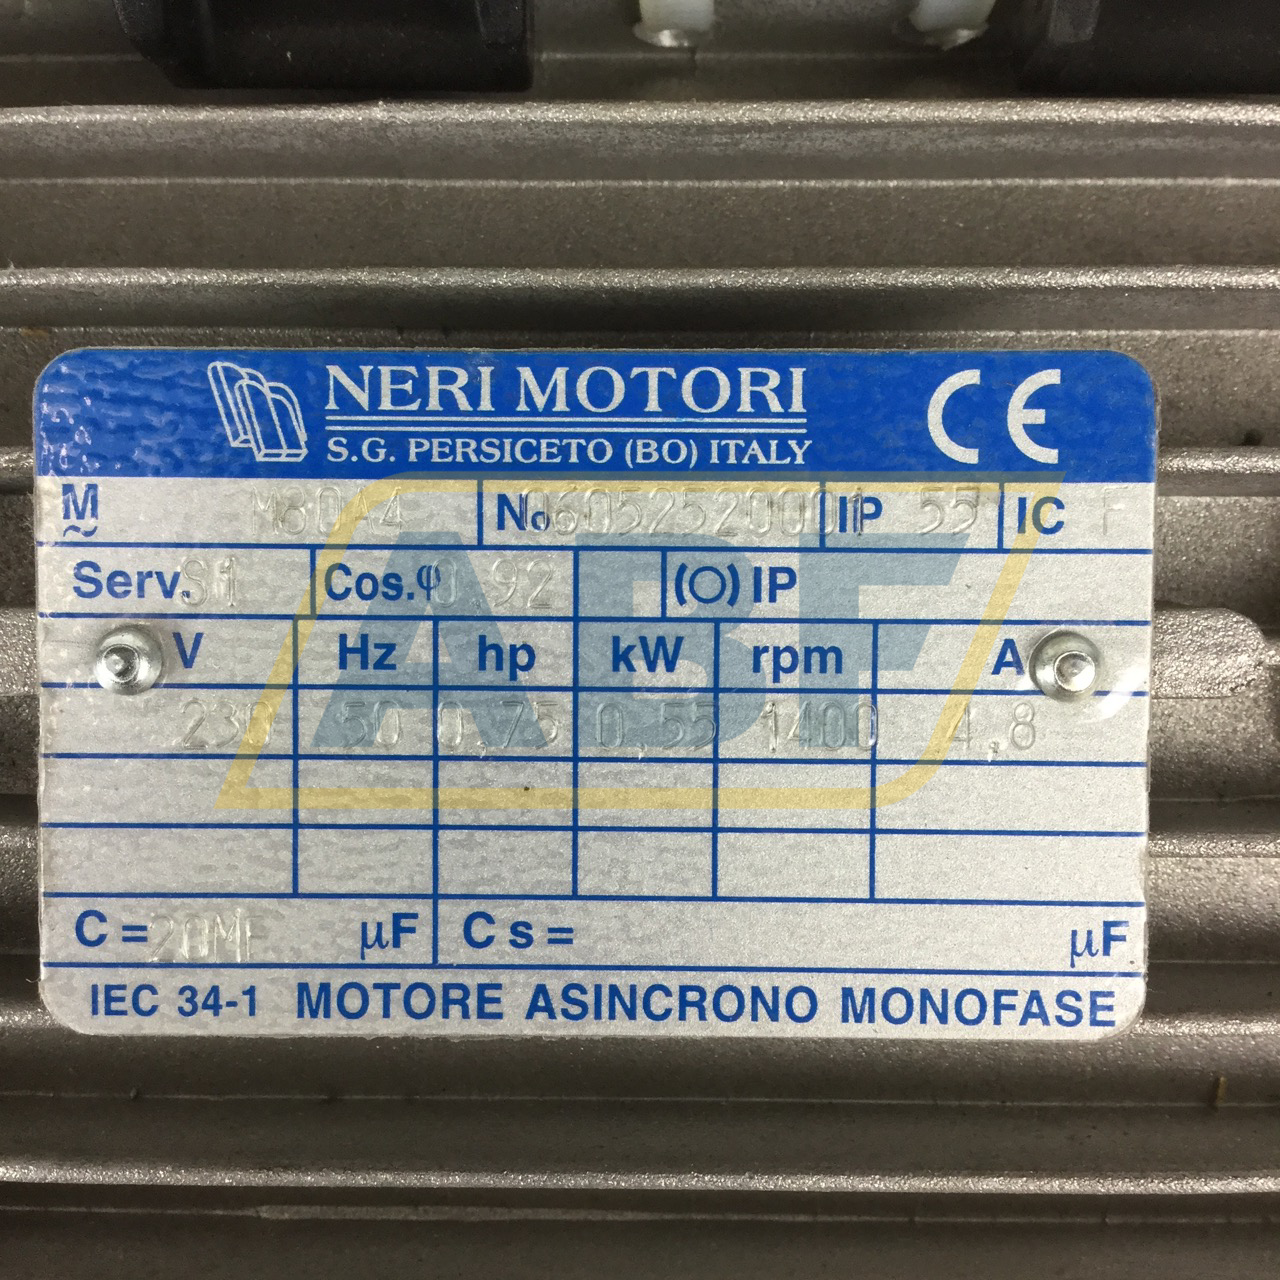 NERI MOTORI
S.G. PERSICETO (BO) ITALY
CE
M~ M80A4 No 06052520001 IP 55 IC F
Serv. S1 Cos.φ 0,92 (O) IP
V Hz hp kW rpm A
230 50 0,75 0,55 1400 4,8
C = 20MF µF Cs = µF
IEC 34-1 MOTORE ASINCRONO MONOFASE
ABF